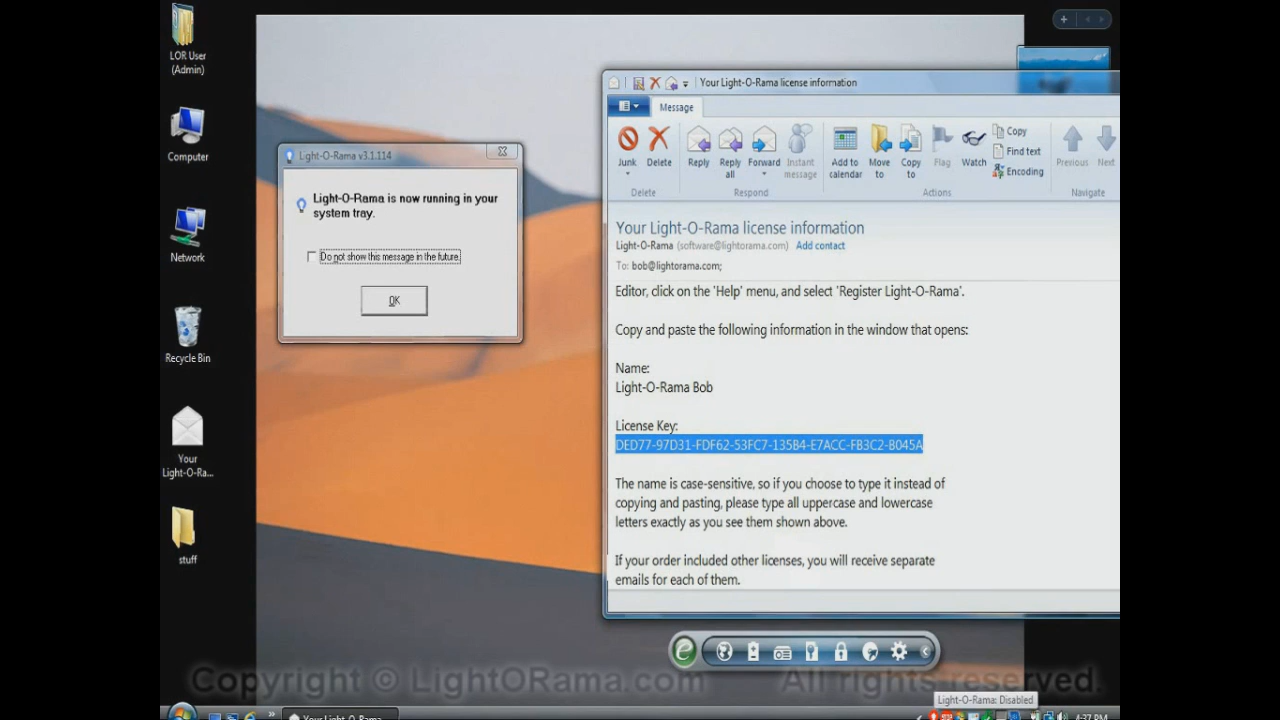 LOR User
(Admin)
Computer
Network
Recycle Bin
Your
Light-O-Ra...
stuff
Light-O-Rama v3.1.114
Light-O-Rama is now running in your
system tray.
Do not show this message in the future.
OK
Your Light-O-Rama license information
Message
Junk
Delete
Reply
Reply
all
Forward
Instant
message
Add to
calendar
Move
to
Copy
to
Flag
Watch
Copy
Find text
Encoding
Previous
Next
Delete
Respond
Actions
Navigate
Your Light-O-Rama license information
Light-O-Rama (software@lightorama.com) Add contact
To: bob@lightorama.com;
Editor, click on the 'Help' menu, and select 'Register Light-O-Rama'.
Copy and paste the following information in the window that opens:
Name:
Light-O-Rama Bob
License Key:
DED77-97D31-FDF62-53FC7-135B4-E7ACC-FB3C2-B045A
The name is case-sensitive, so if you choose to type it instead of
copying and pasting, please type all uppercase and lowercase
letters exactly as you see them shown above.
If your order included other licenses, you will receive separate
emails for each of them.
Copyright © LightORama.com All rights reserved.
Light-O-Rama: Disabled
Your Light-O-Rama
4:37 PM